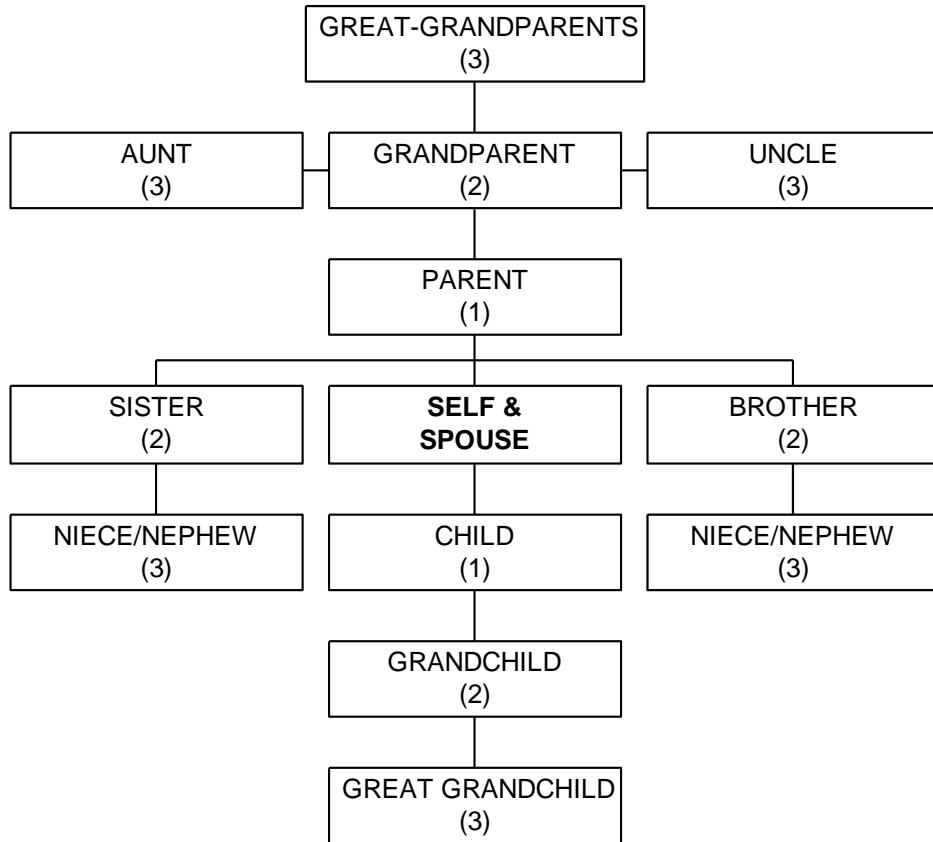 GREAT-GRANDPARENTS
(3)
AUNT
(3)
GRANDPARENT
(2)
UNCLE
(3)
PARENT
(1)
SISTER
(2)
SELF &
SPOUSE
BROTHER
(2)
NIECE/NEPHEW
(3)
CHILD
(1)
NIECE/NEPHEW
(3)
GRANDCHILD
(2)
GREAT GRANDCHILD
(3)